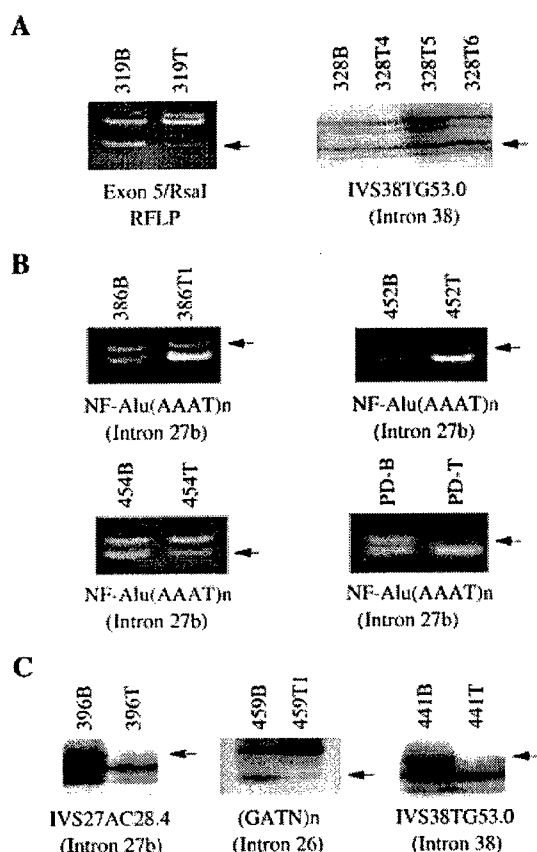 A
319B 319T
328B 328T4 328T5 328T6
Exon 5/RsaI
RFLP
IVS38TG53.0
(Intron 38)
B
386B 386T1
452B 452T
NF-Alu(AAAT)n
(Intron 27b)
NF-Alu(AAAT)n
(Intron 27b)
454B 454T
PD-B PD-T
NF-Alu(AAAT)n
(Intron 27b)
NF-Alu(AAAT)n
(Intron 27b)
C
396B 396T
459B 459T1
441B 441T
IVS27AC28.4
(Intron 27b)
(GATN)n
(Intron 26)
IVS38TG53.0
(Intron 38)